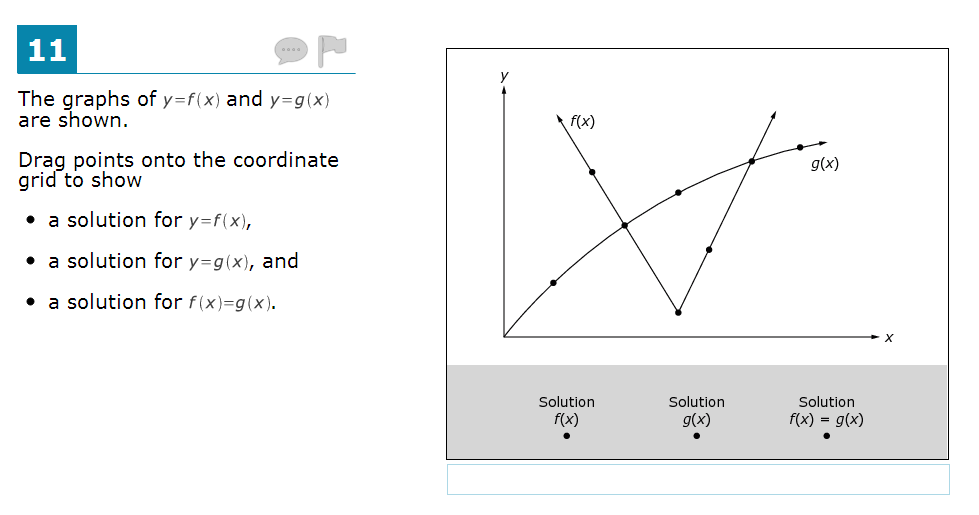 11
The graphs of y=f(x) and y=g(x)
are shown.
Drag points onto the coordinate
grid to show
• a solution for y=f(x),
• a solution for y=g(x), and
• a solution for f(x)=g(x).
y
f(x)
g(x)
x
Solution
f(x)
Solution
g(x)
Solution
f(x) = g(x)